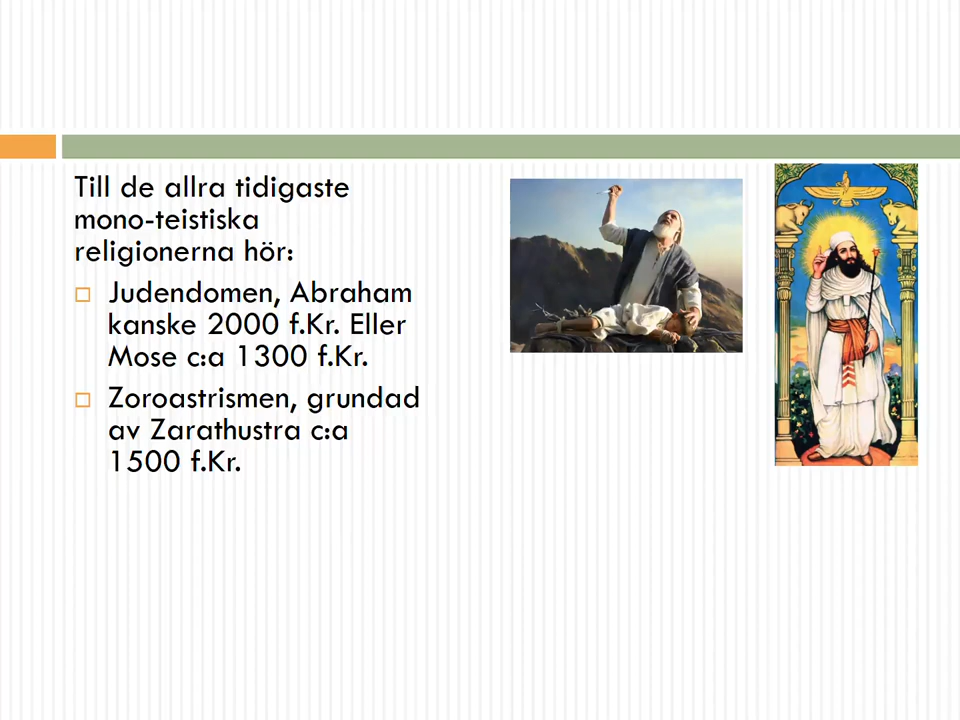 Till de allra tidigaste
mono-teistiska
religionerna hör:
Judendomen, Abraham
kanske 2000 f.Kr. Eller
Mose c:a 1300 f.Kr.
Zoroastrismen, grundad
av Zarathustra c:a
1500 f.Kr.